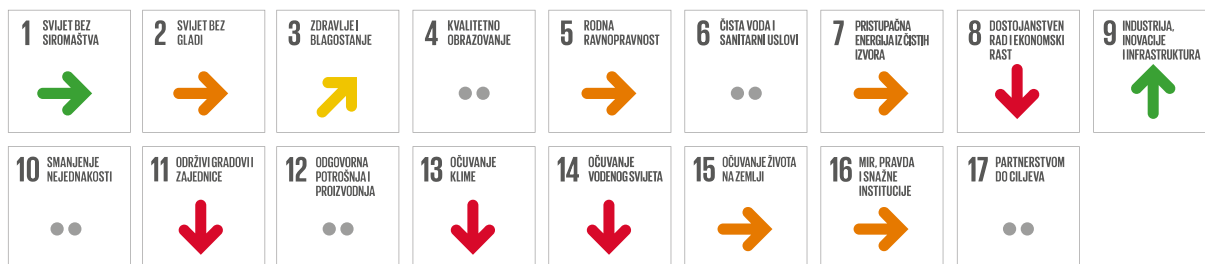 1 SVIJET BEZ
SIROMAŠTVA
2 SVIJET BEZ
GLADI
3 ZDRAVLJE I
BLAGOSTANJE
4 KVALITETNO
OBRAZOVANJE
5 RODNA
RAVNOPRAVNOST
6 ČISTA VODA I
SANITARNI USLOVI
7 PRISTUPAČNA
ENERGIJA IZ ČISTIH
IZVORA
8 DOSTOJANSTVEN
RAD I EKONOMSKI
RAST
9 INDUSTRIJA,
INOVACIJE
I INFRASTRUKTURA
10 SMANJENJE
NEJEDNAKOSTI
11 ODRŽIVI GRADOVI I
ZAJEDNICE
12 ODGOVORNA
POTROŠNJA I
PROIZVODNJA
13 OČUVANJE
KLIME
14 OČUVANJE
VODENOG SVIJETA
15 OČUVANJE ŽIVOTA
NA ZEMLJI
16 MIR, PRAVDA
I SNAŽNE
INSTITUCIJE
17 PARTNERSTVOM
DO CILJEVA